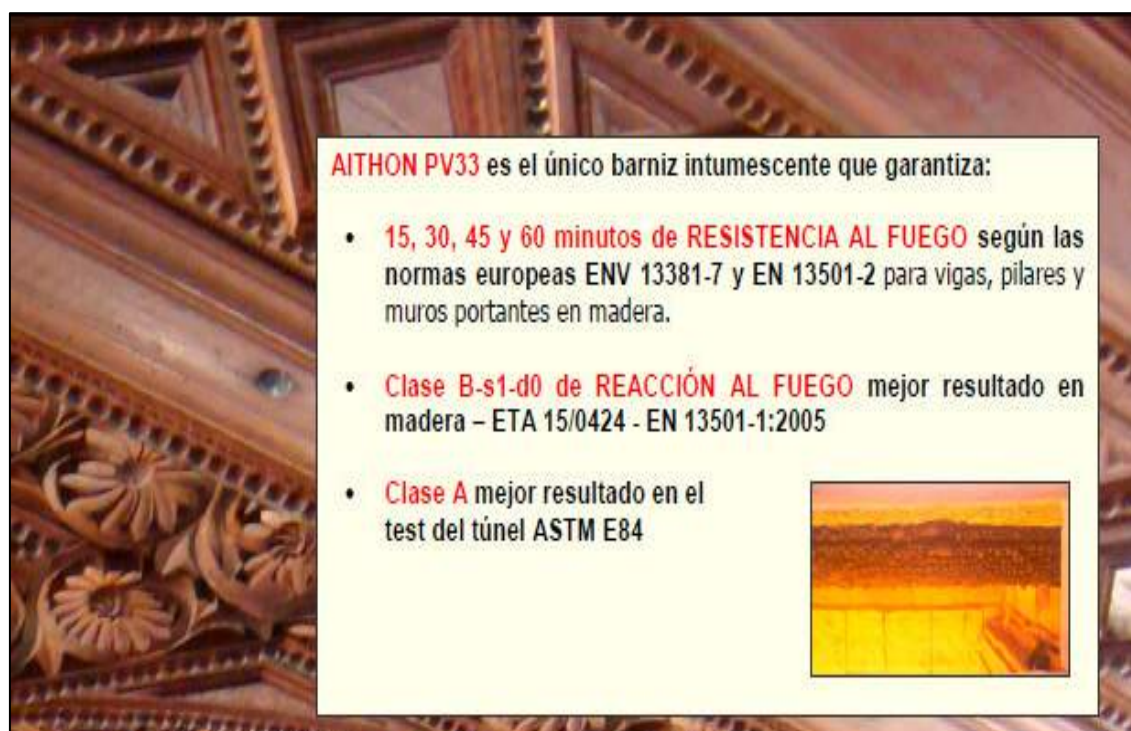 AITHON PV33 es el único barniz intumescente que garantiza:
• 15, 30, 45 y 60 minutos de RESISTENCIA AL FUEGO según las
normas europeas ENV 13381-7 y EN 13501-2 para vigas, pilares y
muros portantes en madera.
• Clase B-s1-d0 de REACCIÓN AL FUEGO mejor resultado en
madera – ETA 15/0424 - EN 13501-1:2005
• Clase A mejor resultado en el
test del túnel ASTM E84